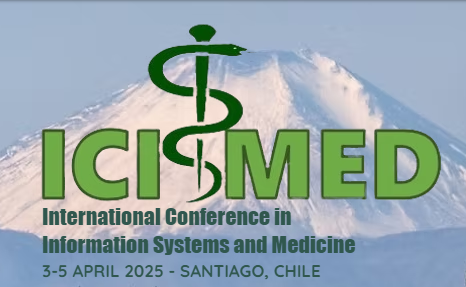 ICISMED
International Conference in
Information Systems and Medicine
3-5 APRIL 2025 - SANTIAGO, CHILE